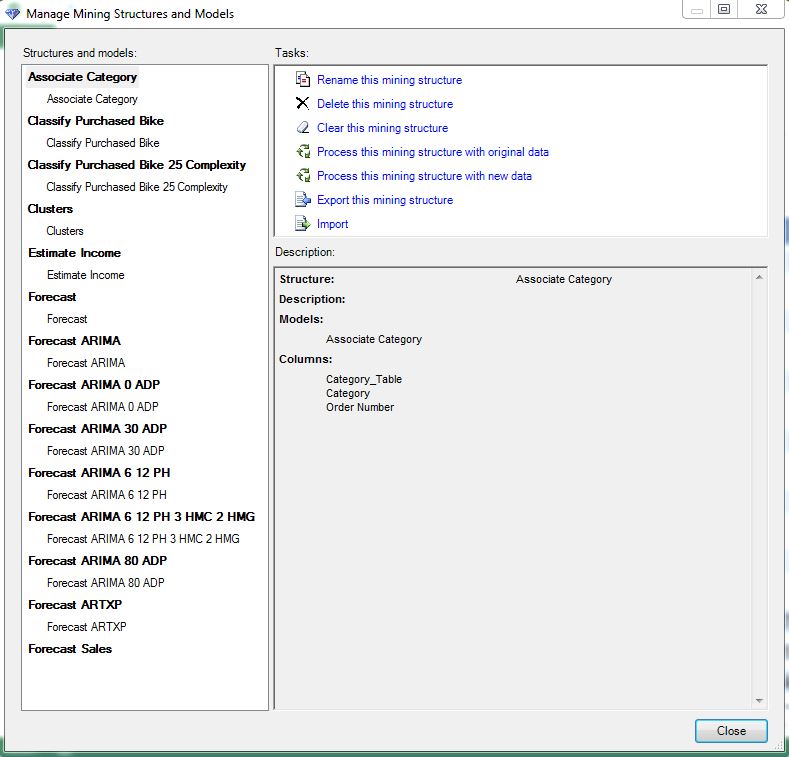 Manage Mining Structures and Models
Structures and models:
Associate Category
Associate Category
Classify Purchased Bike
Classify Purchased Bike
Classify Purchased Bike 25 Complexity
Classify Purchased Bike 25 Complexity
Clusters
Clusters
Estimate Income
Estimate Income
Forecast
Forecast
Forecast ARIMA
Forecast ARIMA
Forecast ARIMA 0 ADP
Forecast ARIMA 0 ADP
Forecast ARIMA 30 ADP
Forecast ARIMA 30 ADP
Forecast ARIMA 6 12 PH
Forecast ARIMA 6 12 PH
Forecast ARIMA 6 12 PH 3 HMC 2 HMG
Forecast ARIMA 6 12 PH 3 HMC 2 HMG
Forecast ARIMA 80 ADP
Forecast ARIMA 80 ADP
Forecast ARTXP
Forecast ARTXP
Forecast Sales
Tasks:
Rename this mining structure
Delete this mining structure
Clear this mining structure
Process this mining structure with original data
Process this mining structure with new data
Export this mining structure
Import
Description:
Structure: Associate Category
Description:
Models:
Associate Category
Columns:
Category_Table
Category
Order Number
Close